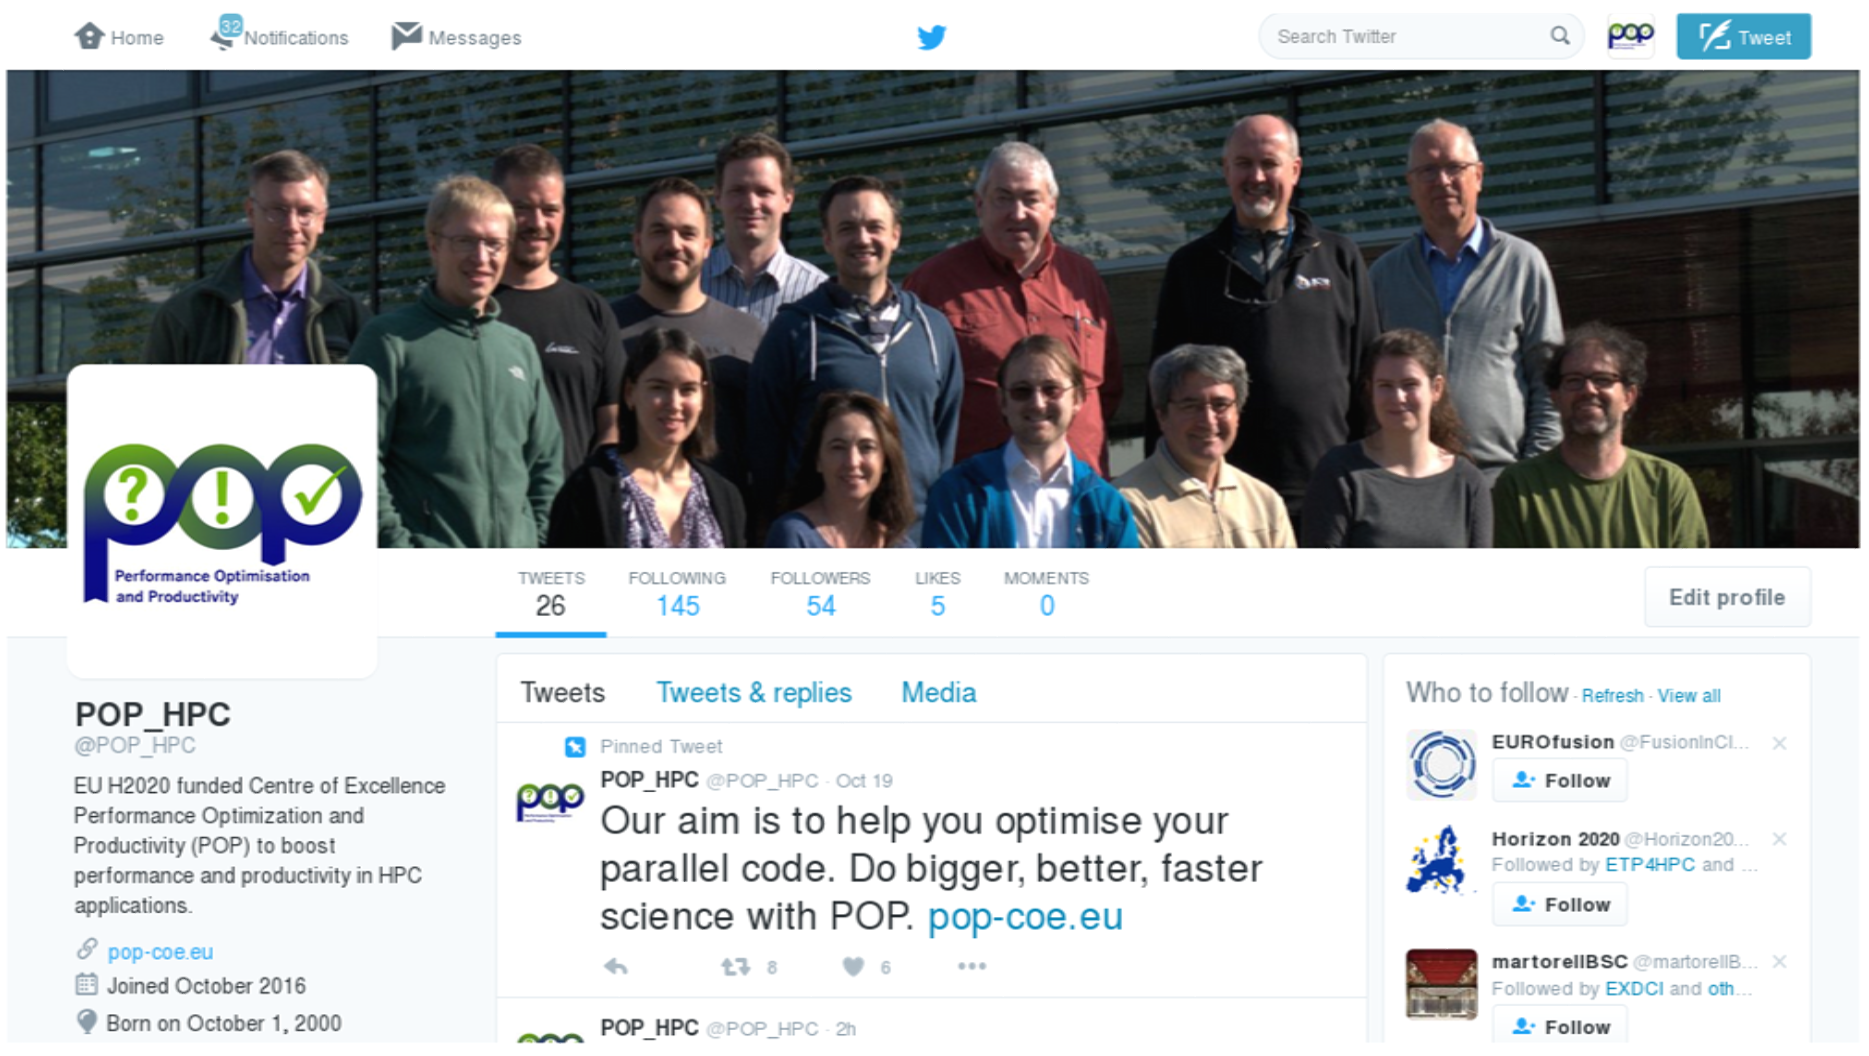 Home
32
Notifications
Messages
Search Twitter
pop
Tweet
pop
? ! ✓
Performance Optimisation
and Productivity
TWEETS
26
FOLLOWING
145
FOLLOWERS
54
LIKES
5
MOMENTS
0
Edit profile
POP_HPC
@POP_HPC
EU H2020 funded Centre of Excellence
Performance Optimization and
Productivity (POP) to boost
performance and productivity in HPC
applications.
pop-coe.eu
Joined October 2016
Born on October 1, 2000
Tweets Tweets & replies Media
Pinned Tweet
pop
POP_HPC @POP_HPC · Oct 19
Our aim is to help you optimise your
parallel code. Do bigger, better, faster
science with POP. pop-coe.eu
8 6 •••
POP_HPC @POP_HPC · 2h
Who to follow · Refresh · View all
EUROfusion @FusionInCl...
Follow
Horizon 2020 @Horizon20...
Followed by ETP4HPC and ...
Follow
martorellBSC @martorellB...
Followed by EXDCI and oth...
Follow